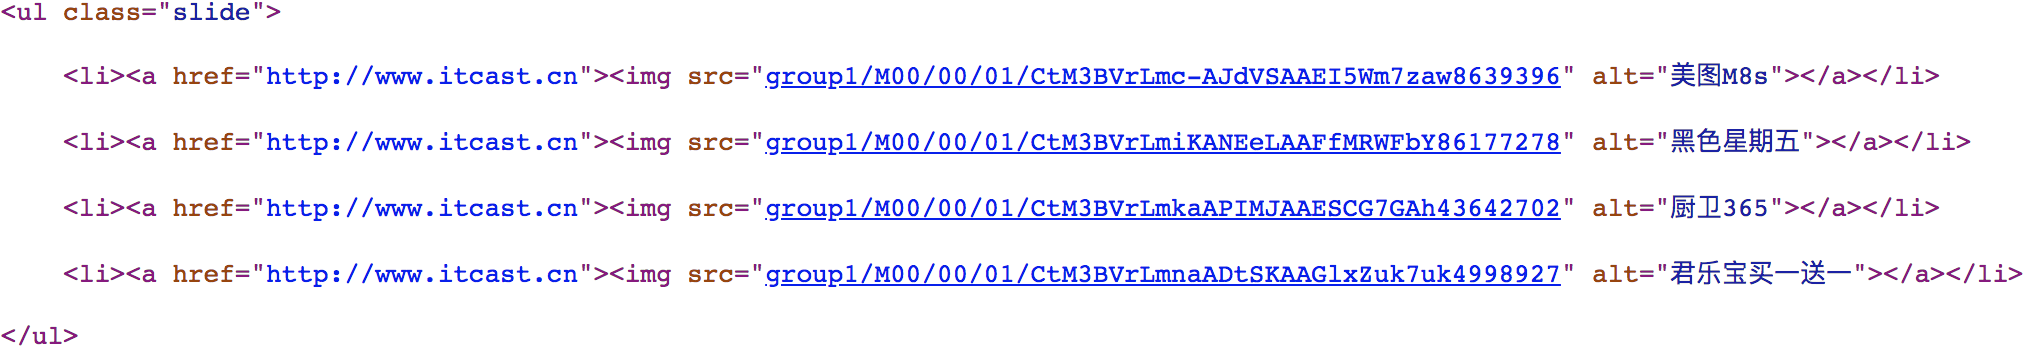 <ul class="slide">
<li><a href="http://www.itcast.cn"><img src="group1/M00/00/01/CtM3BVrLmc-AJdVSAAEI5Wm7zaw8639396" alt="美图M8s"></a></li>
<li><a href="http://www.itcast.cn"><img src="group1/M00/00/01/CtM3BVrLmiKANEeLAAFfMRWFbY86177278" alt="黑色星期五"></a></li>
<li><a href="http://www.itcast.cn"><img src="group1/M00/00/01/CtM3BVrLmkaAPIMJAAESCG7GAh43642702" alt="厨卫365"></a></li>
<li><a href="http://www.itcast.cn"><img src="group1/M00/00/01/CtM3BVrLmnaADtSKAAGlxZuk7uk4998927" alt="君乐宝买一送一"></a></li>
</ul>